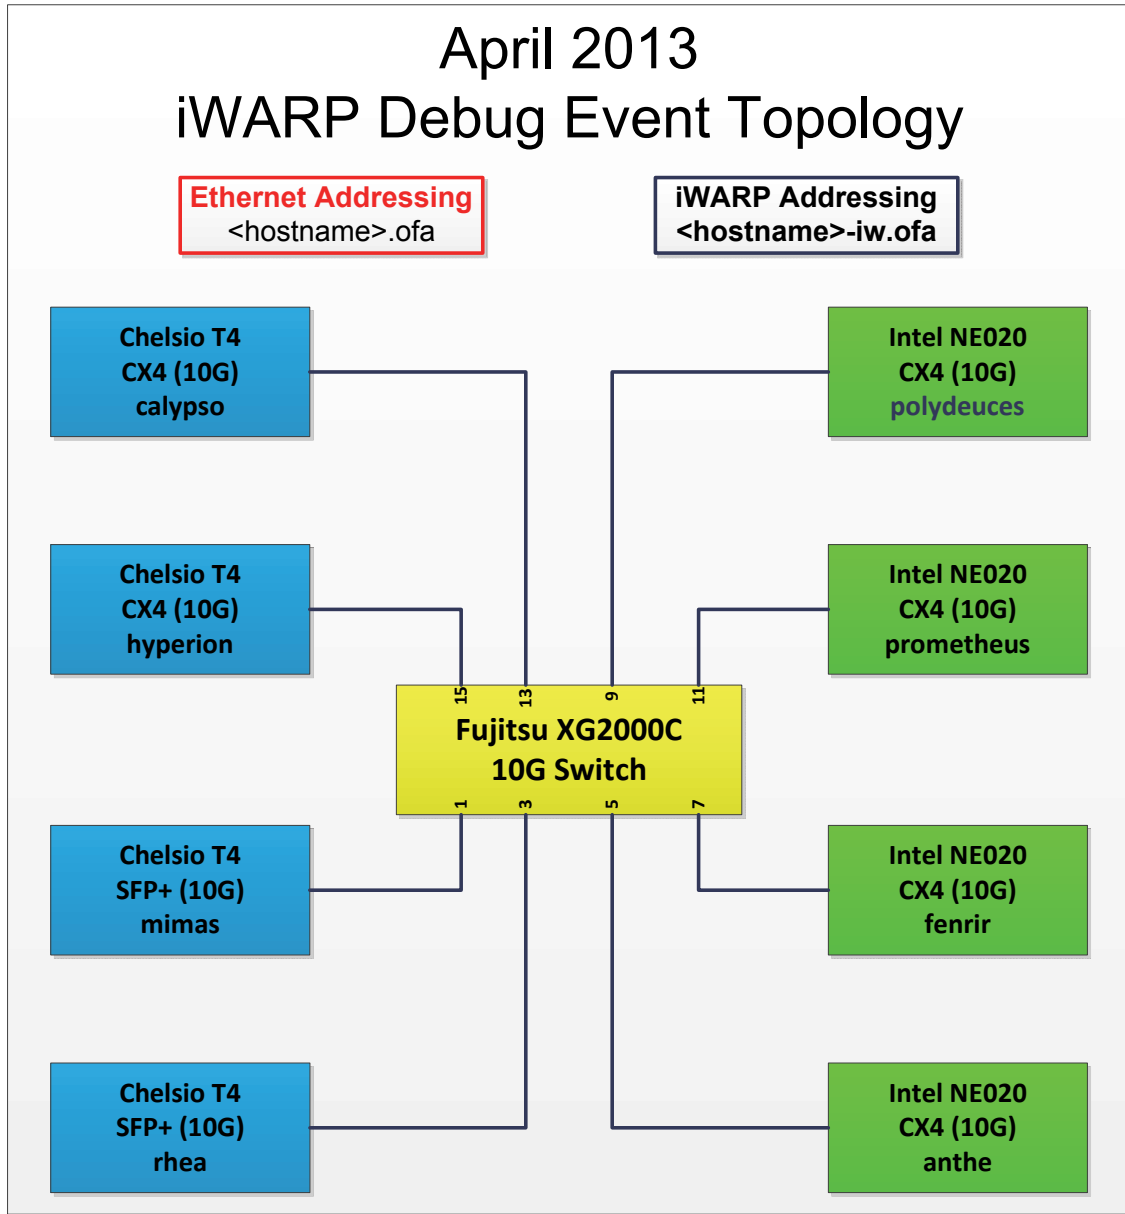 April 2013
iWARP Debug Event Topology
Ethernet Addressing
<hostname>.ofa
iWARP Addressing
<hostname>-iw.ofa
Chelsio T4
CX4 (10G)
calypso
Intel NE020
CX4 (10G)
polydeuces
Chelsio T4
CX4 (10G)
hyperion
Intel NE020
CX4 (10G)
prometheus
15
13
9
11
Fujitsu XG2000C
10G Switch
1
3
5
7
Chelsio T4
SFP+ (10G)
mimas
Intel NE020
CX4 (10G)
fenrir
Chelsio T4
SFP+ (10G)
rhea
Intel NE020
CX4 (10G)
anthe